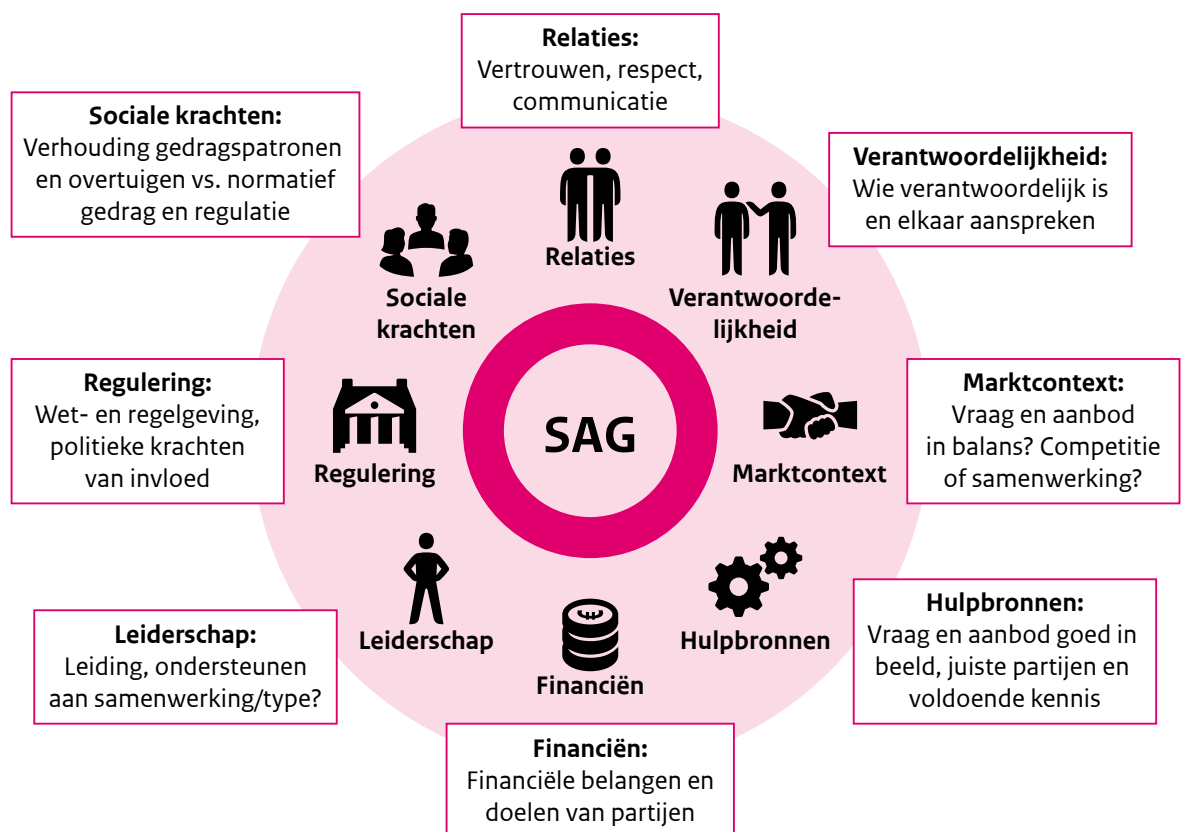 Relaties:
Vertrouwen, respect,
communicatie
Sociale krachten:
Verhouding gedragspatronen
en overtuigen vs. normatief
gedrag en regulatie
Verantwoordelijkheid:
Wie verantwoordelijk is
en elkaar aanspreken
Relaties
Sociale
krachten
Verantwoorde-
lijkheid
Regulering:
Wet- en regelgeving,
politieke krachten
van invloed
Regulering
SAG
Marktcontext
Marktcontext:
Vraag en aanbod
in balans? Competitie
of samenwerking?
Leiderschap:
Leiding, ondersteunen
aan samenwerking/type?
Leiderschap
Financiën
Hulpbronnen
Hulpbronnen:
Vraag en aanbod goed in
beeld, juiste partijen en
voldoende kennis
Financiën:
Financiële belangen en
doelen van partijen